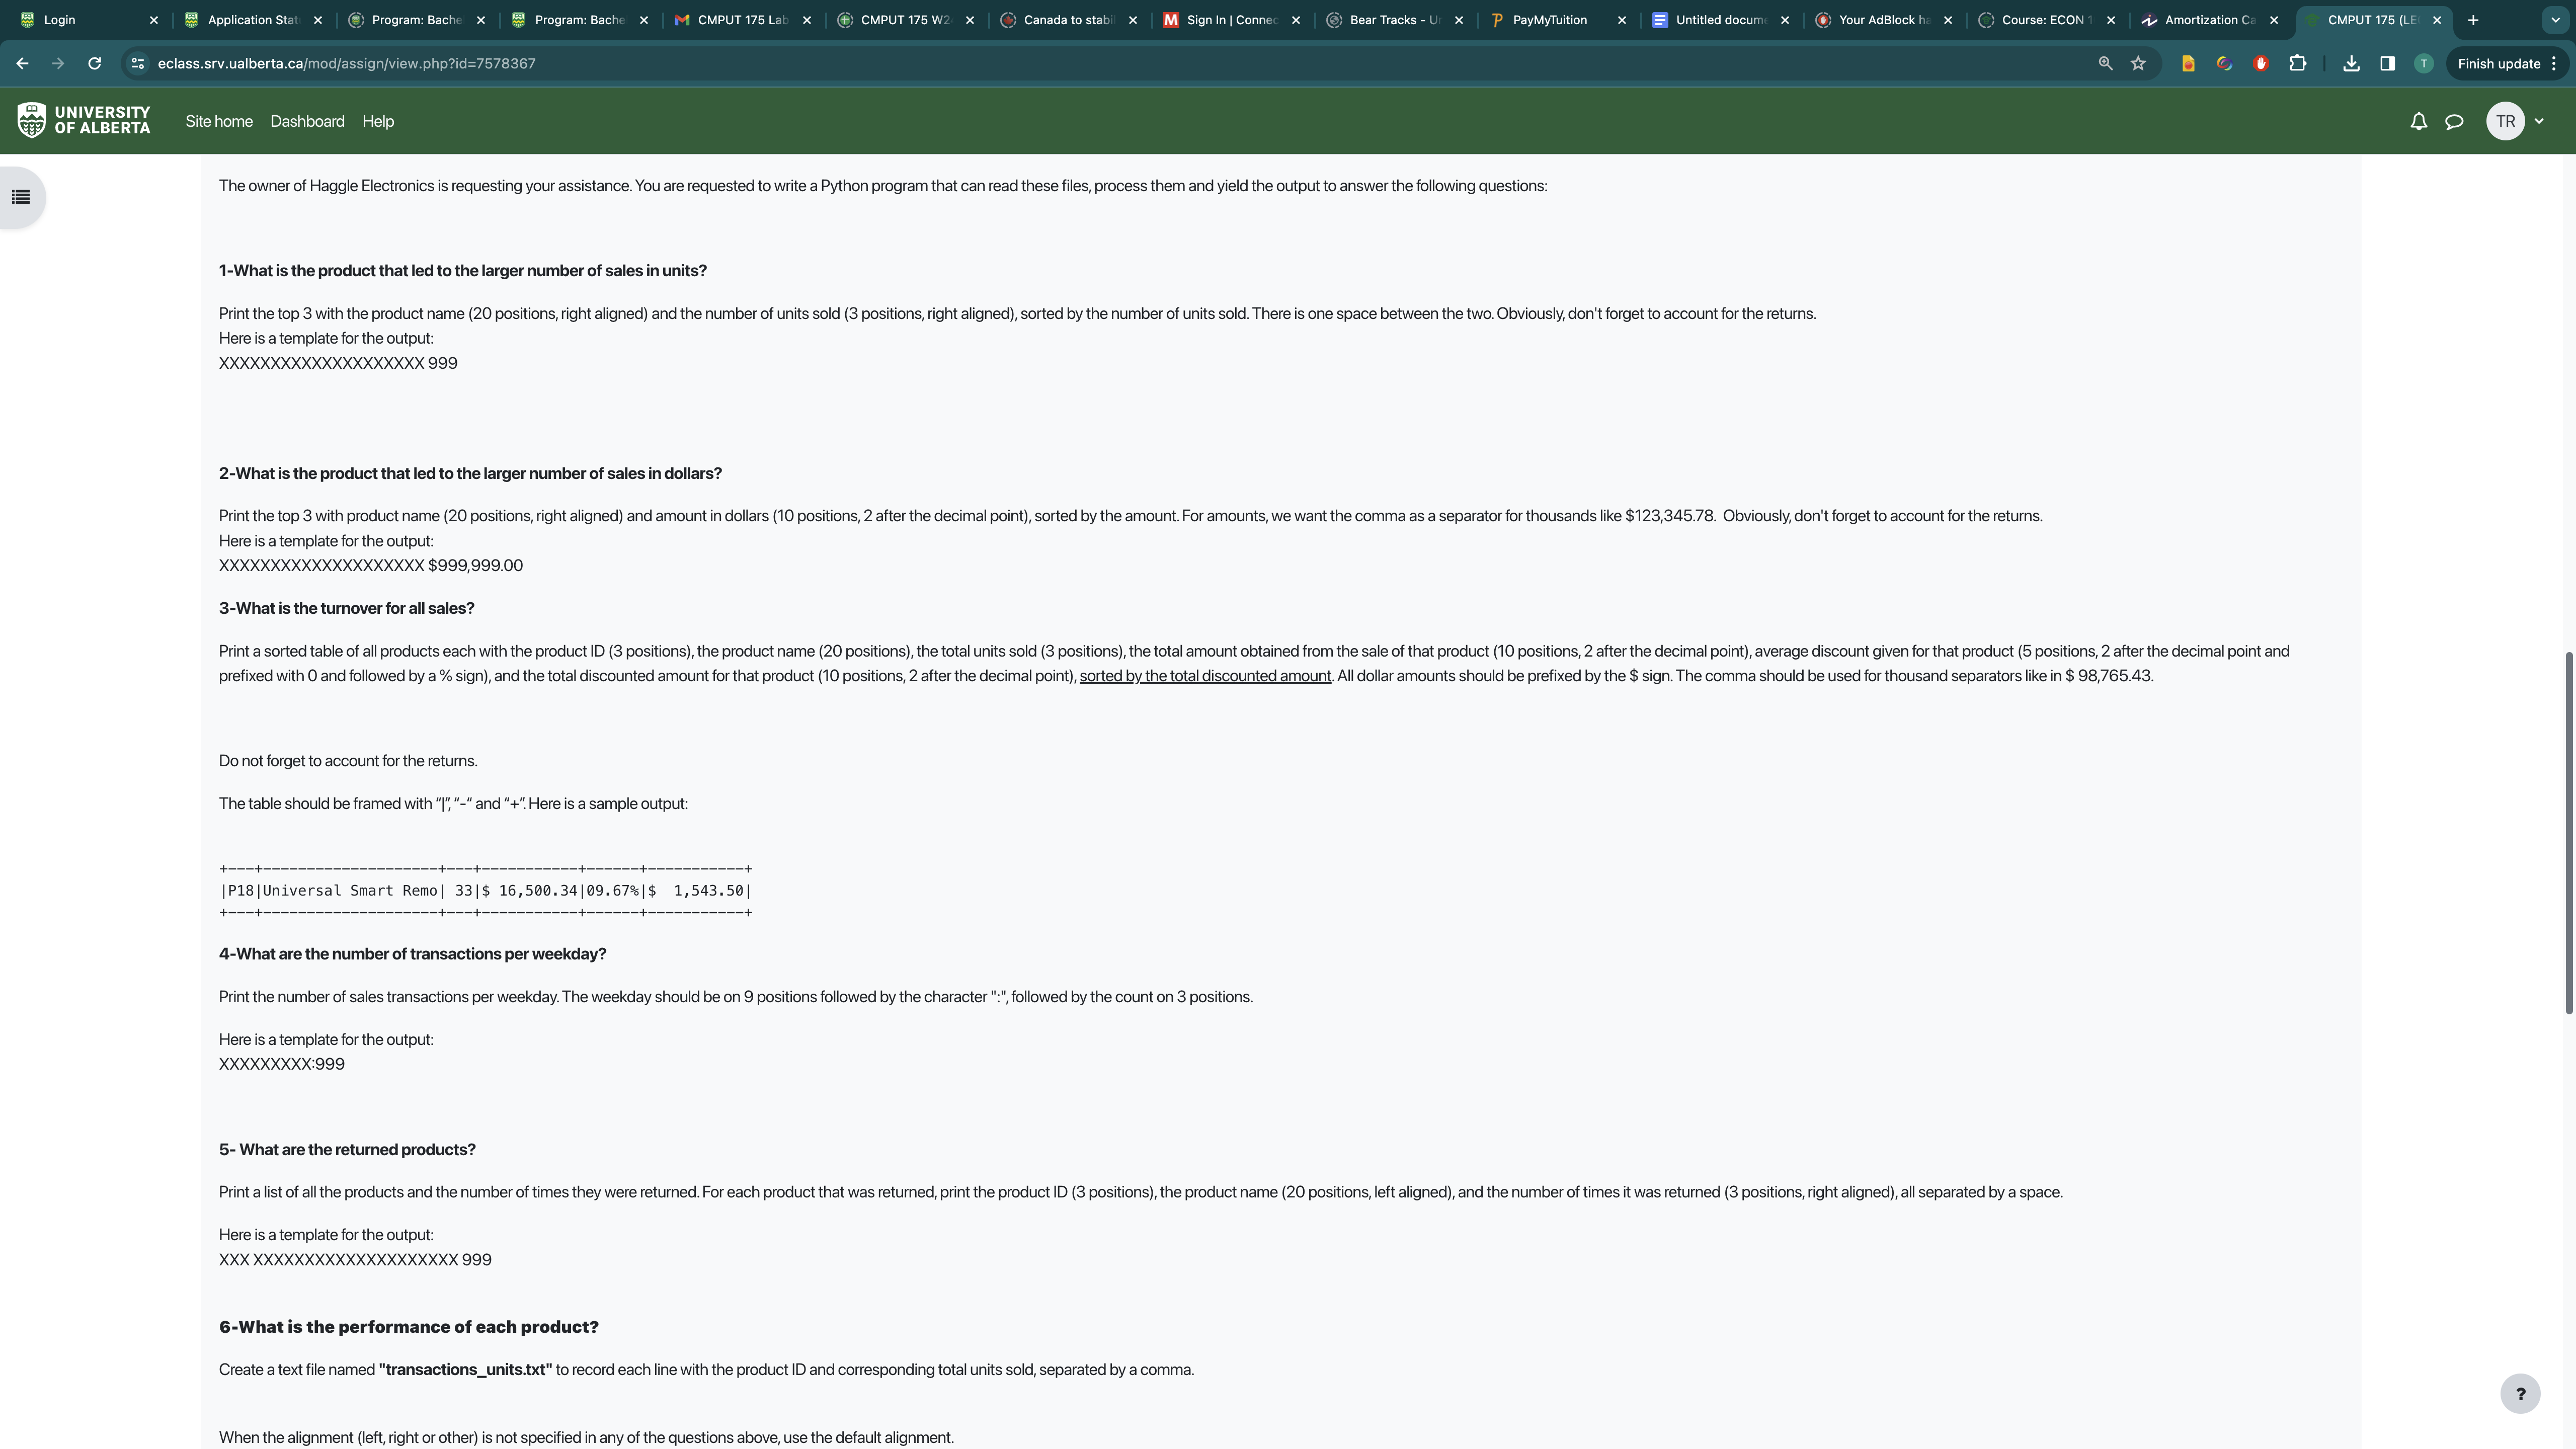 Login
Application Stat
Program: Bache
Program: Bache
CMPUT 175 Lab
CMPUT 175 W2
Canada to stabi
Sign In | Connec
Bear Tracks - Ur
PayMyTuition
Untitled docume
Your AdBlock ha
Course: ECON 1
Amortization Ca
CMPUT 175 (LE
eclass.srv.ualberta.ca/mod/assign/view.php?id=7578367
T
Finish update
UNIVERSITY
OF ALBERTA
Site home
Dashboard
Help
TR
The owner of Haggle Electronics is requesting your assistance. You are requested to write a Python program that can read these files, process them and yield the output to answer the following questions:
1-What is the product that led to the larger number of sales in units?
Print the top 3 with the product name (20 positions, right aligned) and the number of units sold (3 positions, right aligned), sorted by the number of units sold. There is one space between the two. Obviously, don't forget to account for the returns.
Here is a template for the output:
XXXXXXXXXXXXXXXXXXXX 999
2-What is the product that led to the larger number of sales in dollars?
Print the top 3 with product name (20 positions, right aligned) and amount in dollars (10 positions, 2 after the decimal point), sorted by the amount. For amounts, we want the comma as a separator for thousands like $123,345.78.  Obviously, don't forget to account for the returns.
Here is a template for the output:
XXXXXXXXXXXXXXXXXXXX $999,999.00
3-What is the turnover for all sales?
Print a sorted table of all products each with the product ID (3 positions), the product name (20 positions), the total units sold (3 positions), the total amount obtained from the sale of that product (10 positions, 2 after the decimal point), average discount given for that product (5 positions, 2 after the decimal point and
prefixed with 0 and followed by a % sign), and the total discounted amount for that product (10 positions, 2 after the decimal point), sorted by the total discounted amount. All dollar amounts should be prefixed by the $ sign. The comma should be used for thousand separators like in $ 98,765.43.
Do not forget to account for the returns.
The table should be framed with “|”, “-“ and “+”. Here is a sample output:
+---+--------------------+---+-----------+------+-----------+
|P18|Universal Smart Remo| 33|$ 16,500.34|09.67%|$  1,543.50|
+---+--------------------+---+-----------+------+-----------+
4-What are the number of transactions per weekday?
Print the number of sales transactions per weekday. The weekday should be on 9 positions followed by the character ":", followed by the count on 3 positions.
Here is a template for the output:
XXXXXXXXX:999
5- What are the returned products?
Print a list of all the products and the number of times they were returned. For each product that was returned, print the product ID (3 positions), the product name (20 positions, left aligned), and the number of times it was returned (3 positions, right aligned), all separated by a space.
Here is a template for the output:
XXX XXXXXXXXXXXXXXXXXXXX 999
6-What is the performance of each product?
Create a text file named "transactions_units.txt" to record each line with the product ID and corresponding total units sold, separated by a comma.
?
When the alignment (left, right or other) is not specified in any of the questions above, use the default alignment.